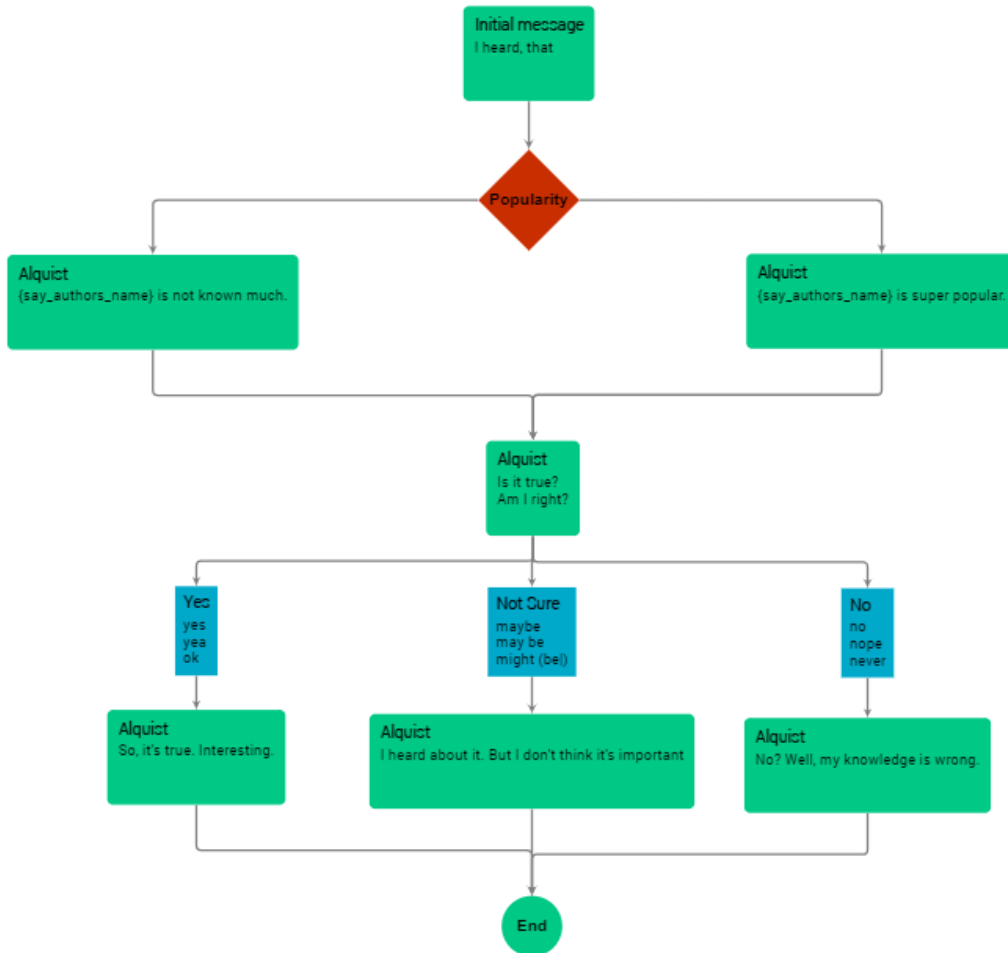 Initial message
I heard, that
Popularity
Alquist
{say_authors_name} is not known much.
Alquist
{say_authors_name} is super popular.
Alquist
Is it true?
Am I right?
Yes
yes
yea
ok
Not Sure
maybe
may be
might (be|)
No
no
nope
never
Alquist
So, it's true. Interesting.
Alquist
I heard about it. But I don't think it's important
Alquist
No? Well, my knowledge is wrong.
End